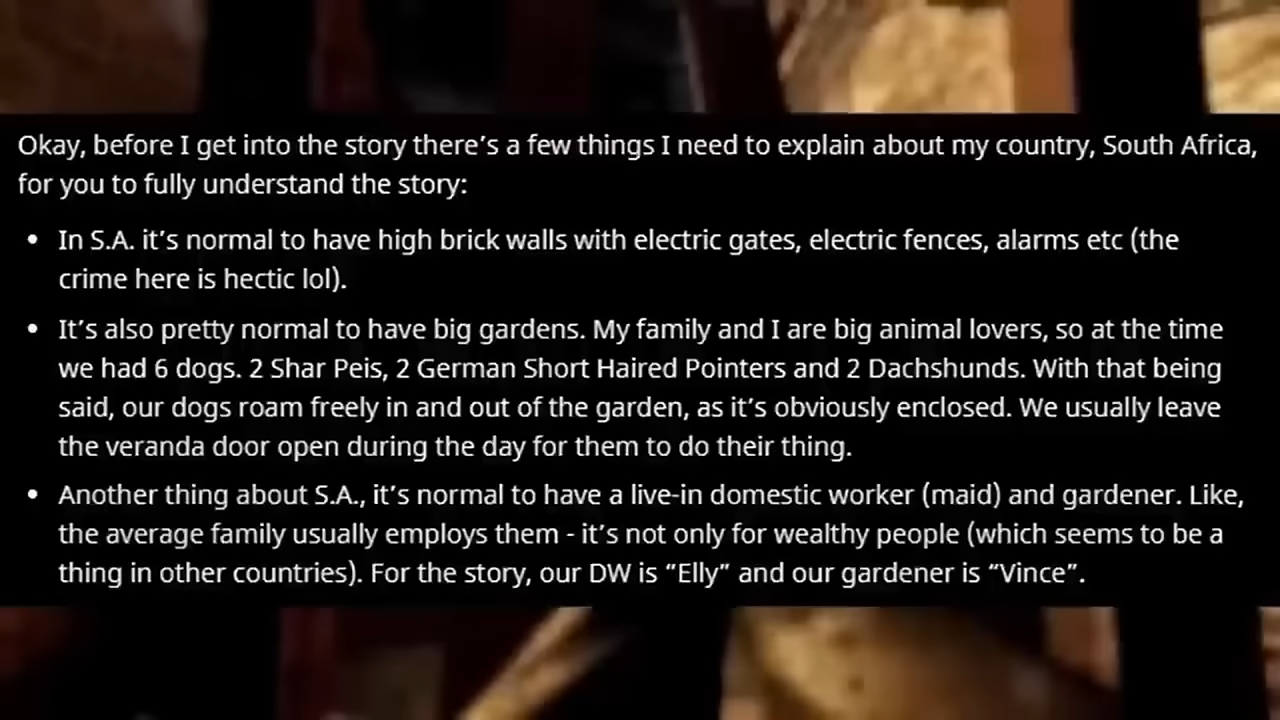 Okay, before I get into the story there’s a few things I need to explain about my country, South Africa,
for you to fully understand the story:
• In S.A. it’s normal to have high brick walls with electric gates, electric fences, alarms etc (the
crime here is hectic lol).
• It’s also pretty normal to have big gardens. My family and I are big animal lovers, so at the time
we had 6 dogs. 2 Shar Peis, 2 German Short Haired Pointers and 2 Dachshunds. With that being
said, our dogs roam freely in and out of the garden, as it’s obviously enclosed. We usually leave
the veranda door open during the day for them to do their thing.
• Another thing about S.A., it’s normal to have a live-in domestic worker (maid) and gardener. Like,
the average family usually employs them - it’s not only for wealthy people (which seems to be a
thing in other countries). For the story, our DW is “Elly” and our gardener is “Vince”.